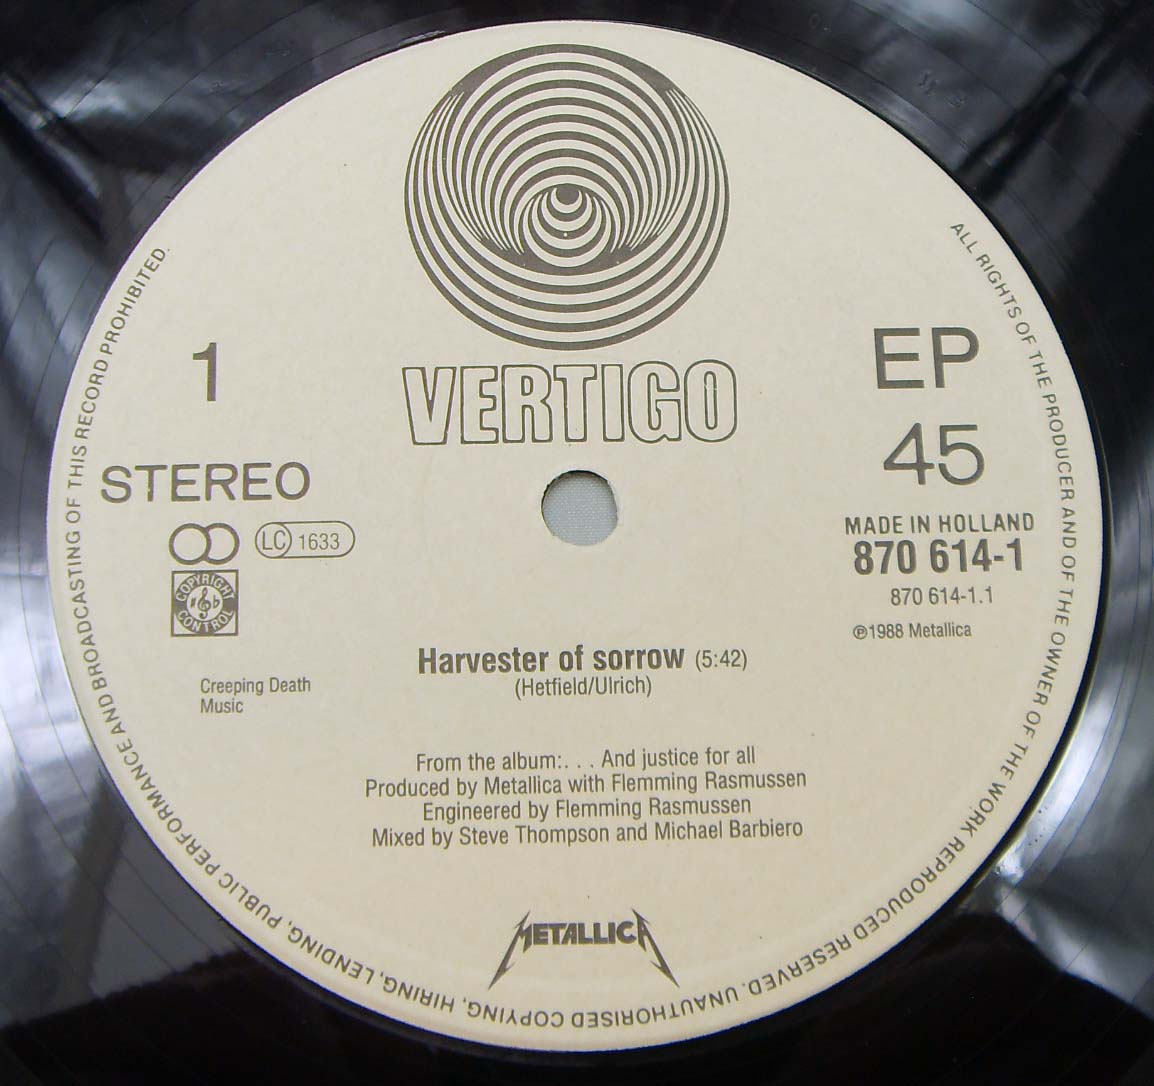 VERTIGO
1
STEREO
LC 1633
COPYRIGHT
CONTROL
EP
45
MADE IN HOLLAND
870 614-1
870 614-1.1
℗1988 Metallica
Harvester of sorrow (5:42)
(Hetfield/Ulrich)
Creeping Death
Music
From the album:. . . And justice for all
Produced by Metallica with Flemming Rasmussen
Engineered by Flemming Rasmussen
Mixed by Steve Thompson and Michael Barbiero
METALLICA
ALL RIGHTS OF THE PRODUCER AND OF THE OWNER OF THE WORK REPRODUCED RESERVED. UNAUTHORISED COPYING, HIRING, LENDING, PUBLIC PERFORMANCE AND BROADCASTING OF THIS RECORD PROHIBITED.